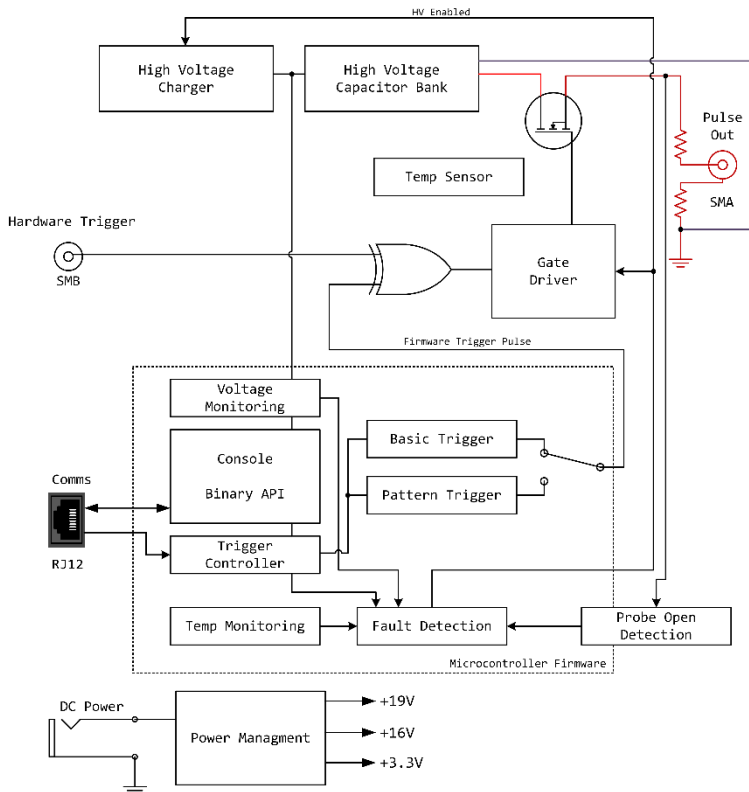 HV Enabled
High Voltage
Charger
High Voltage
Capacitor Bank
Pulse
Out
Temp Sensor
SMA
Hardware Trigger
SMB
Gate
Driver
Firmware Trigger Pulse
Voltage
Monitoring
Basic Trigger
Console
Binary API
Comms
Pattern Trigger
RJ12
Trigger
Controller
Temp Monitoring
Fault Detection
Probe Open
Detection
Microcontroller Firmware
DC Power
Power Managment
+19V
+16V
+3.3V